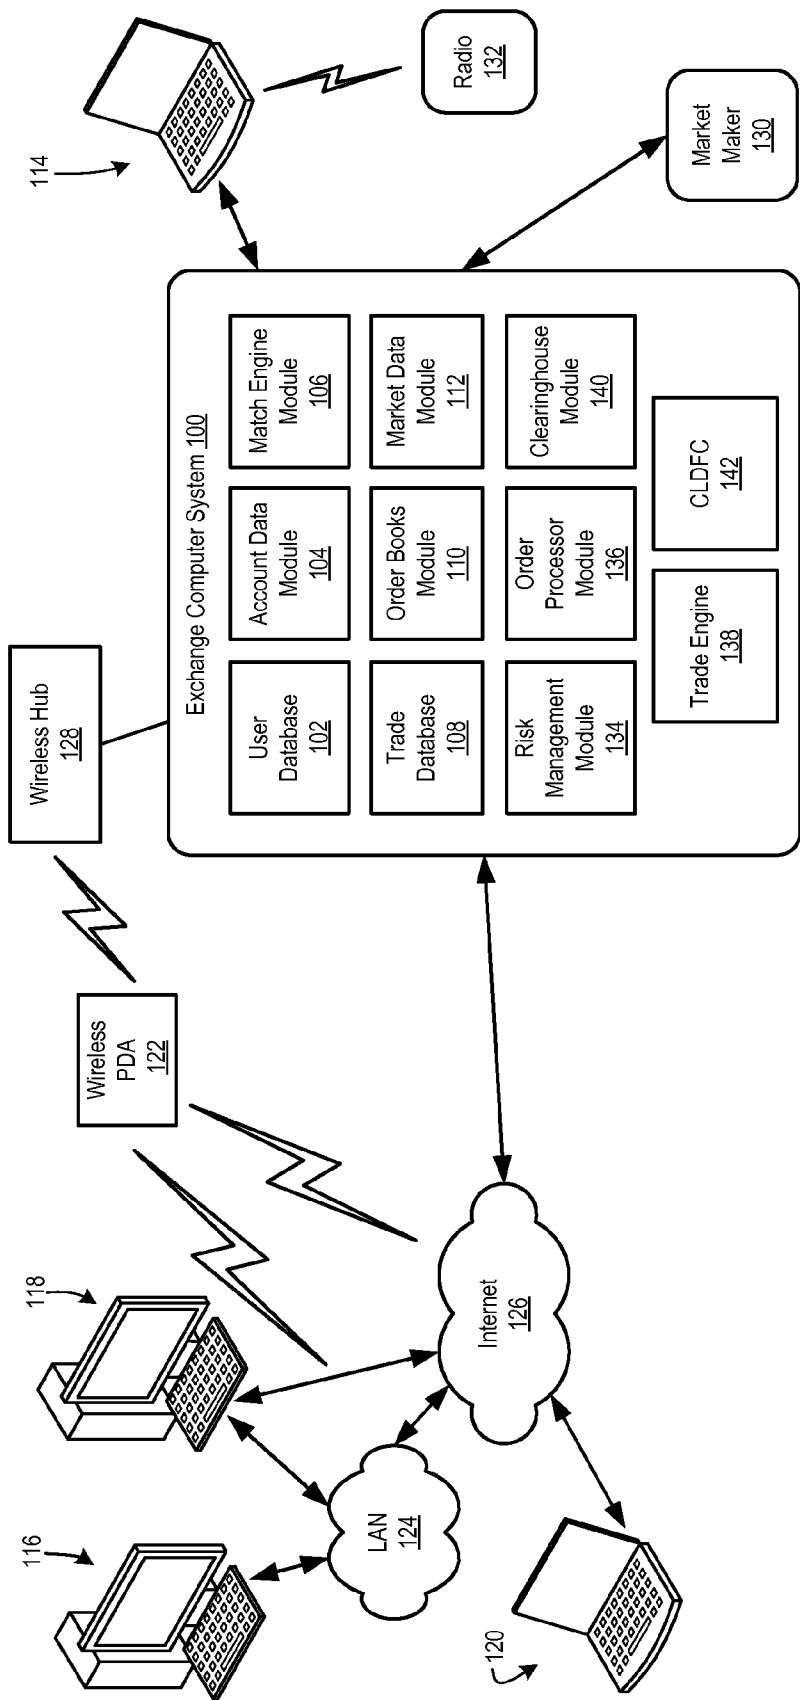 Wireless Hub
128
114
Radio
132
Market
Maker
130
Exchange Computer System 100
User
Database
102
Account Data
Module
104
Match Engine
Module
106
Trade
Database
108
Order Books
Module
110
Market Data
Module
112
Risk
Management
Module
134
Order
Processor
Module
136
Clearinghouse
Module
140
Trade Engine
138
CLDFC
142
Wireless
PDA
122
116
118
LAN
124
Internet
126
120